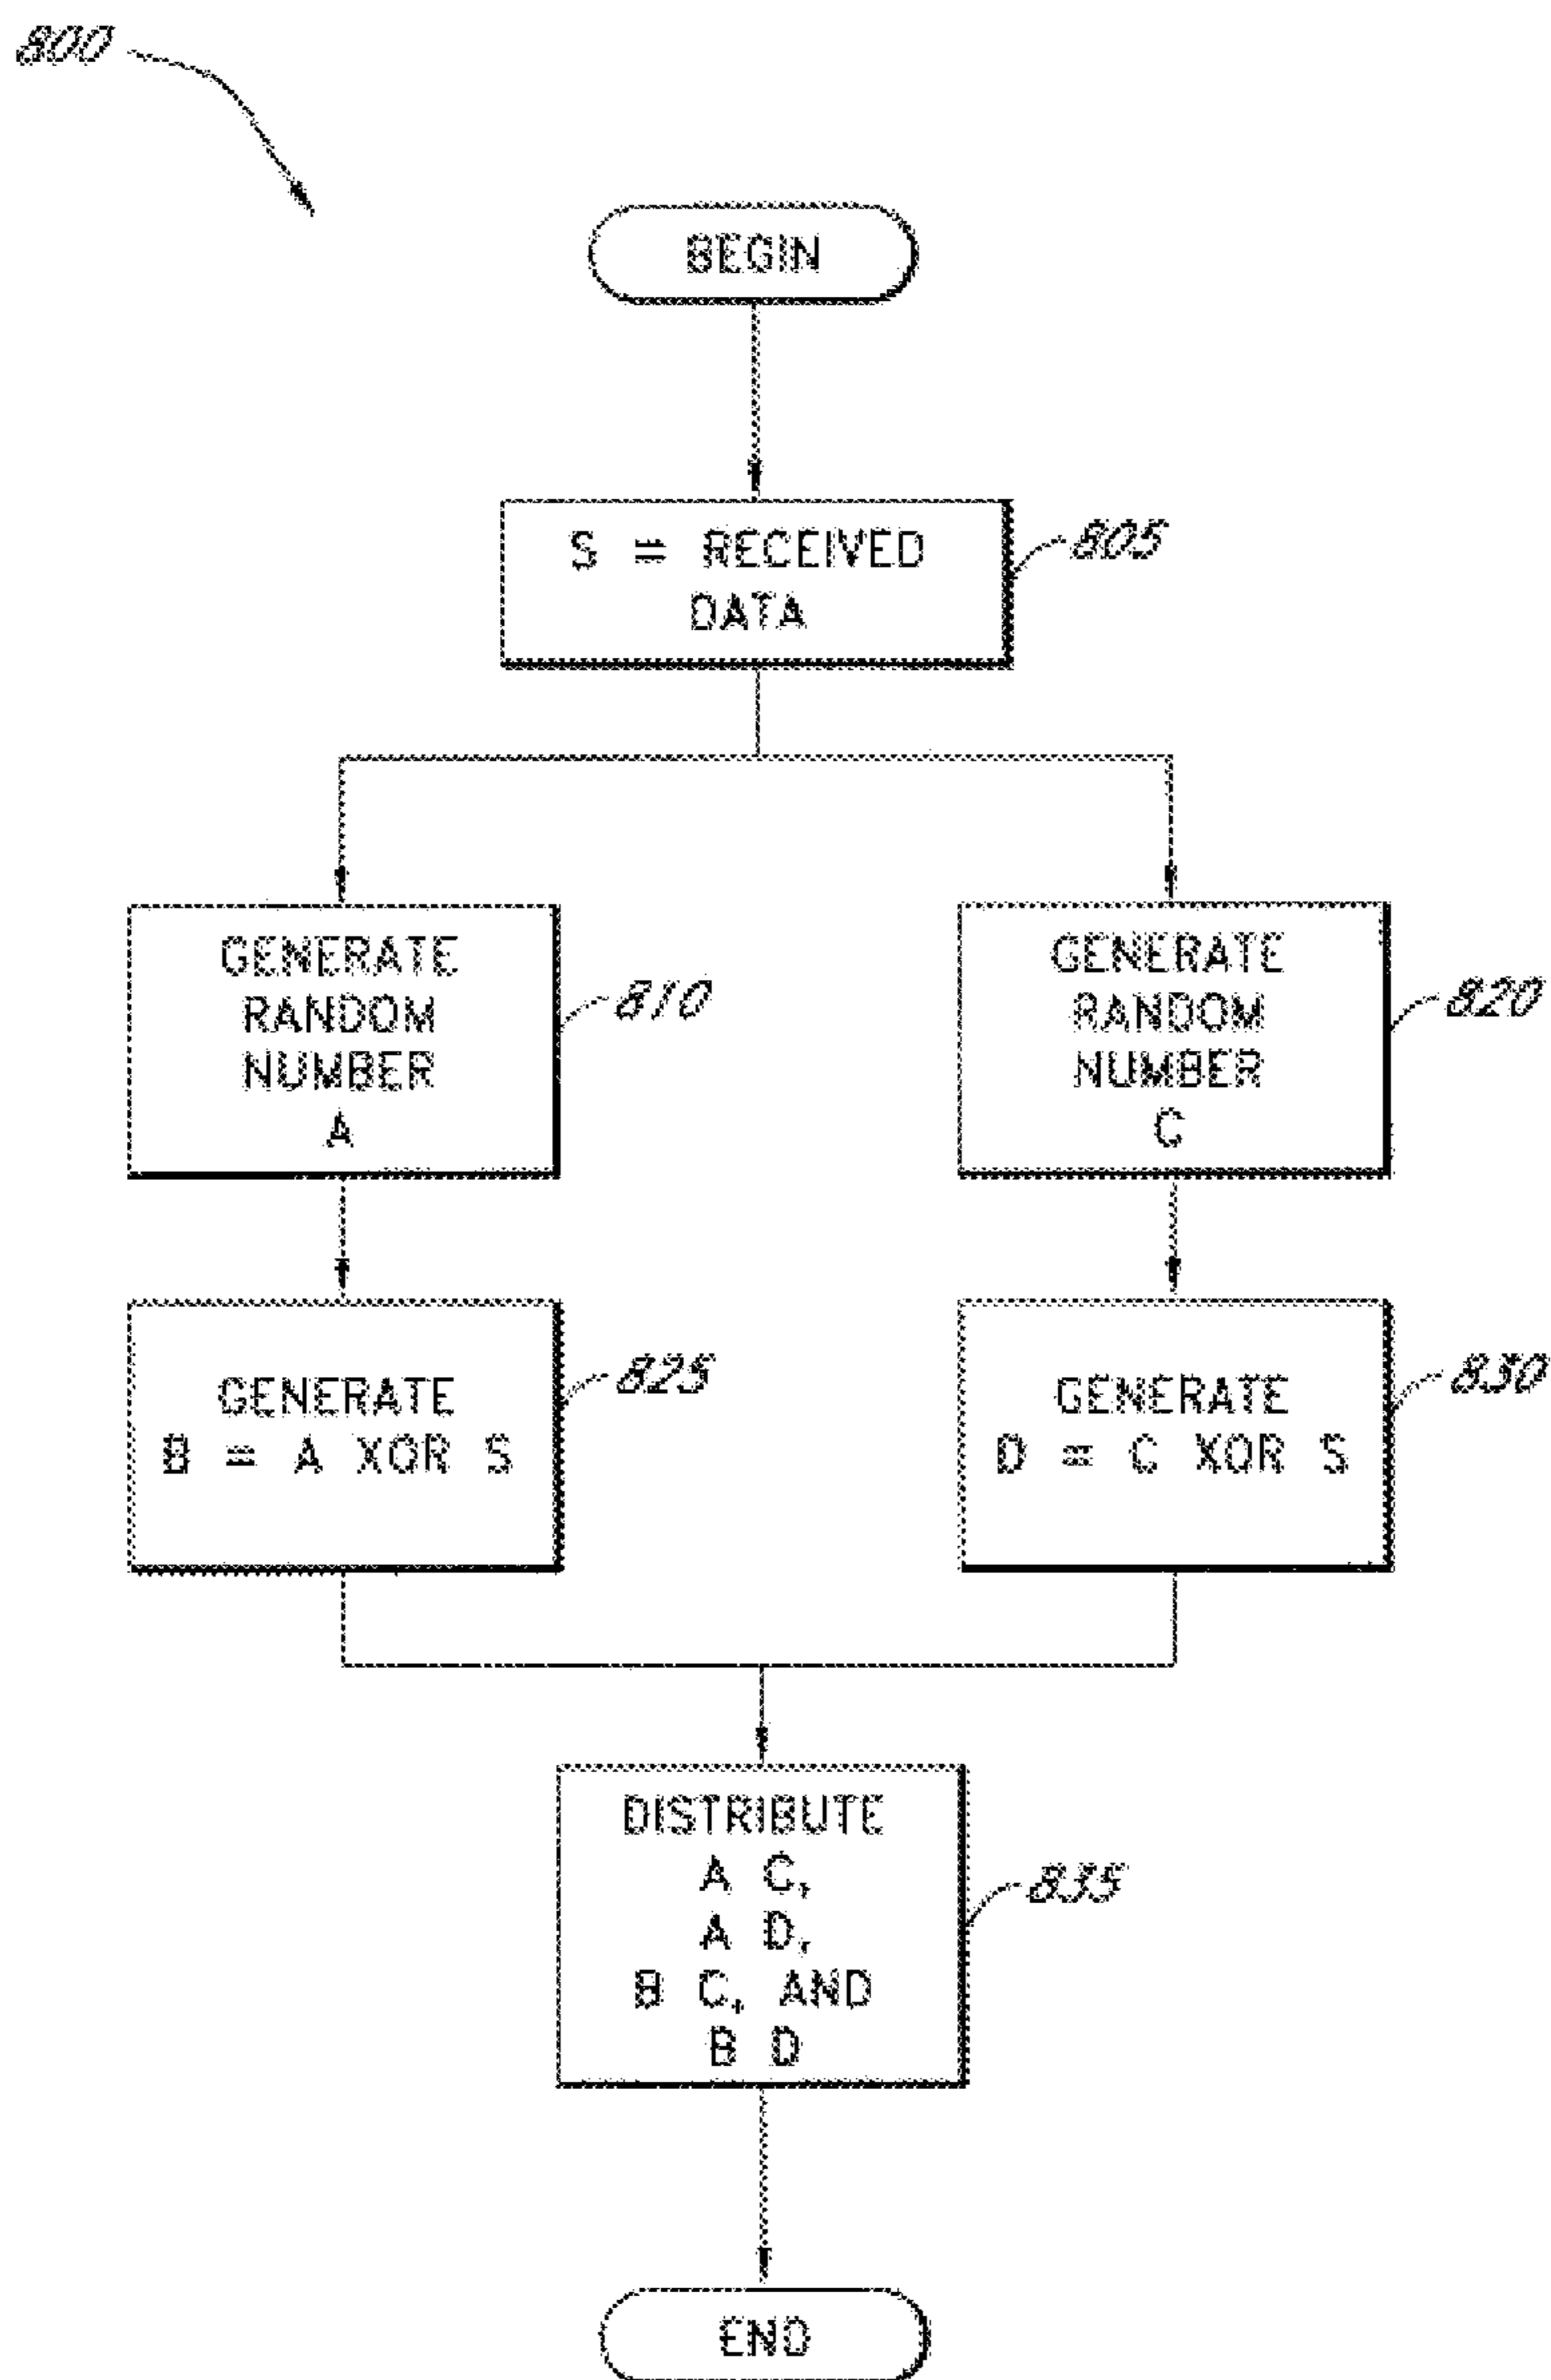 800
BEGIN
S = RECEIVED
DATA
805
GENERATE
RANDOM
NUMBER
A
810
GENERATE
RANDOM
NUMBER
C
820
GENERATE
B = A XOR S
825
GENERATE
D = C XOR S
830
DISTRIBUTE
A C,
A D,
B C, AND
B D
835
END